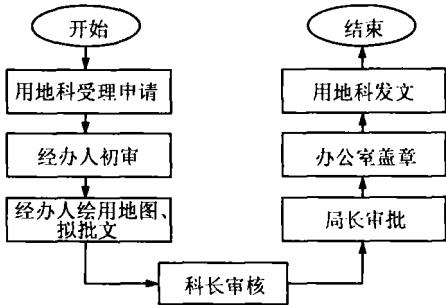 开始
用地科受理申请
经办人初审
经办人绘用地图、
拟批文
科长审核
局长审批
办公室盖章
用地科发文
结束